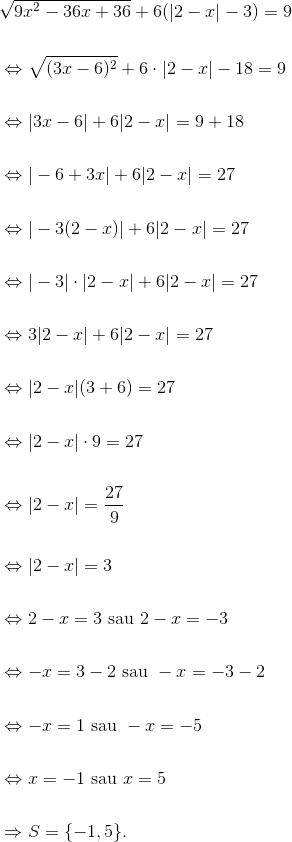 √(9x² − 36x + 36) + 6(|2 − x| − 3) = 9
⇔ √((3x − 6)²) + 6 · |2 − x| − 18 = 9
⇔ |3x − 6| + 6|2 − x| = 9 + 18
⇔ | − 6 + 3x| + 6|2 − x| = 27
⇔ | − 3(2 − x)| + 6|2 − x| = 27
⇔ | − 3| · |2 − x| + 6|2 − x| = 27
⇔ 3|2 − x| + 6|2 − x| = 27
⇔ |2 − x|(3 + 6) = 27
⇔ |2 − x| · 9 = 27
⇔ |2 − x| = 27/9
⇔ |2 − x| = 3
⇔ 2 − x = 3 sau 2 − x = −3
⇔ −x = 3 − 2 sau − x = −3 − 2
⇔ −x = 1 sau − x = −5
⇔ x = −1 sau x = 5
⇒ S = {−1, 5}.